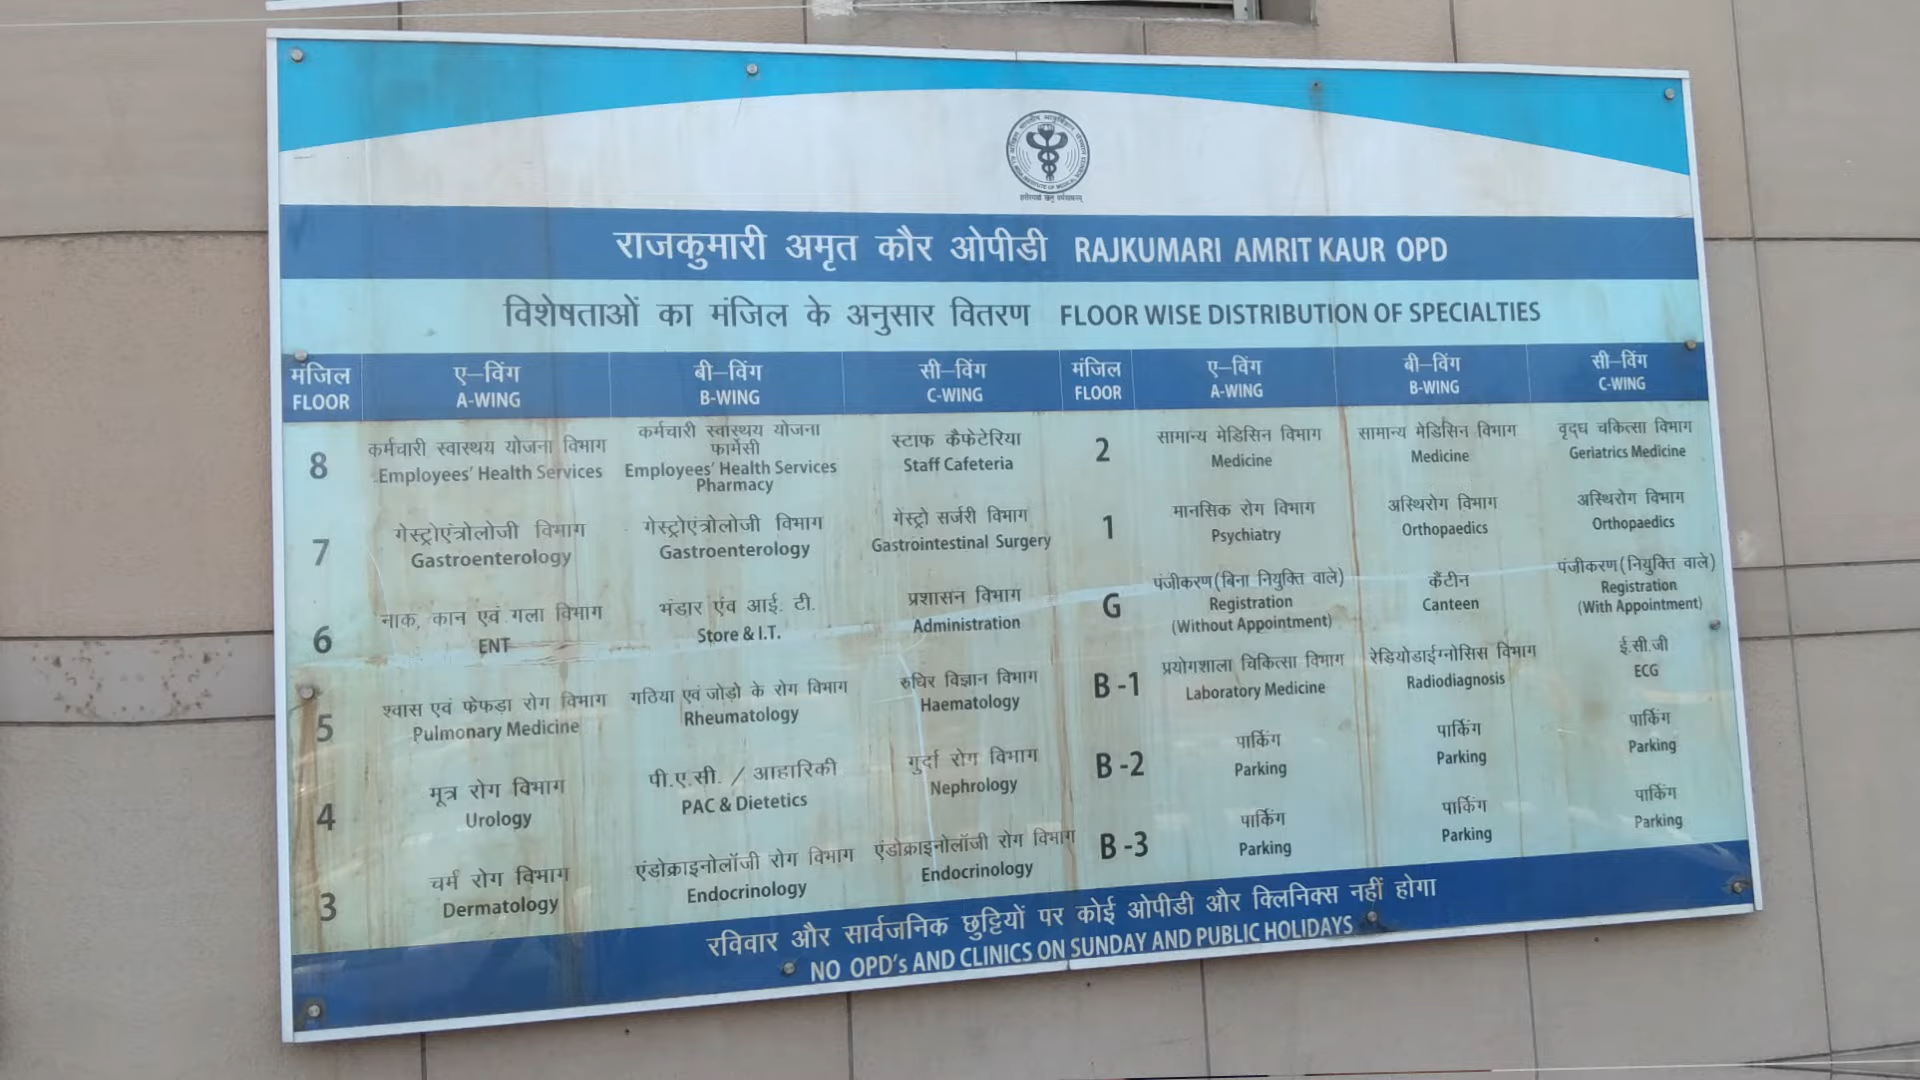 राजकुमारी अमृत कौर ओपीडी RAJKUMARI AMRIT KAUR OPD
विशेषताओं का मंजिल के अनुसार वितरण FLOOR WISE DISTRIBUTION OF SPECIALTIES
मंजिल ए–विंग बी–विंग सी–विंग
FLOOR A-WING B-WING C-WING
8 कर्मचारी स्वास्थय योजना विभाग
Employees' Health Services
कर्मचारी स्वास्थय योजना
फार्मेसी
Employees' Health Services
Pharmacy
स्टाफ कैफेटेरिया
Staff Cafeteria
7 गेस्ट्रोएंत्रोलोजी विभाग
Gastroenterology
गेस्ट्रोएंत्रोलोजी विभाग
Gastroenterology
गेस्ट्रो सर्जरी विभाग
Gastrointestinal Surgery
6 नाक, कान एवं गला विभाग
ENT
भंडार एंव आई. टी.
Store & I.T.
प्रशासन विभाग
Administration
5 श्वास एवं फेफड़ा रोग विभाग
Pulmonary Medicine
गठिया एवं जोड़ो के रोग विभाग
Rheumatology
रुधिर विज्ञान विभाग
Haematology
4 मूत्र रोग विभाग
Urology
पी.ए.सी. / आहारिकी
PAC & Dietetics
गुर्दा रोग विभाग
Nephrology
3 चर्म रोग विभाग
Dermatology
एंडोक्राइनोलॉजी रोग विभाग
Endocrinology
एंडोक्राइनोलॉजी रोग विभाग
Endocrinology
मंजिल ए–विंग बी–विंग सी–विंग
FLOOR A-WING B-WING C-WING
2 सामान्य मेडिसिन विभाग
Medicine
सामान्य मेडिसिन विभाग
Medicine
वृद्घ चकित्सा विभाग
Geriatrics Medicine
1 मानसिक रोग विभाग
Psychiatry
अस्थिरोग विभाग
Orthopaedics
अस्थिरोग विभाग
Orthopaedics
G पंजीकरण(बिना नियुक्ति वाले)
Registration
(Without Appointment)
कैंटीन
Canteen
पंजीकरण(नियुक्ति वाले)
Registration
(With Appointment)
B -1 प्रयोगशाला चिकित्सा विभाग
Laboratory Medicine
रेडियोडाईग्नोसिस विभाग
Radiodiagnosis
ई.सी.जी
ECG
B -2 पार्किंग
Parking
पार्किंग
Parking
पार्किंग
Parking
B -3 पार्किंग
Parking
पार्किंग
Parking
पार्किंग
Parking
रविवार और सार्वजनिक छुट्टियों पर कोई ओपीडी और क्लिनिक्स नहीं होगा
NO OPD's AND CLINICS ON SUNDAY AND PUBLIC HOLIDAYS